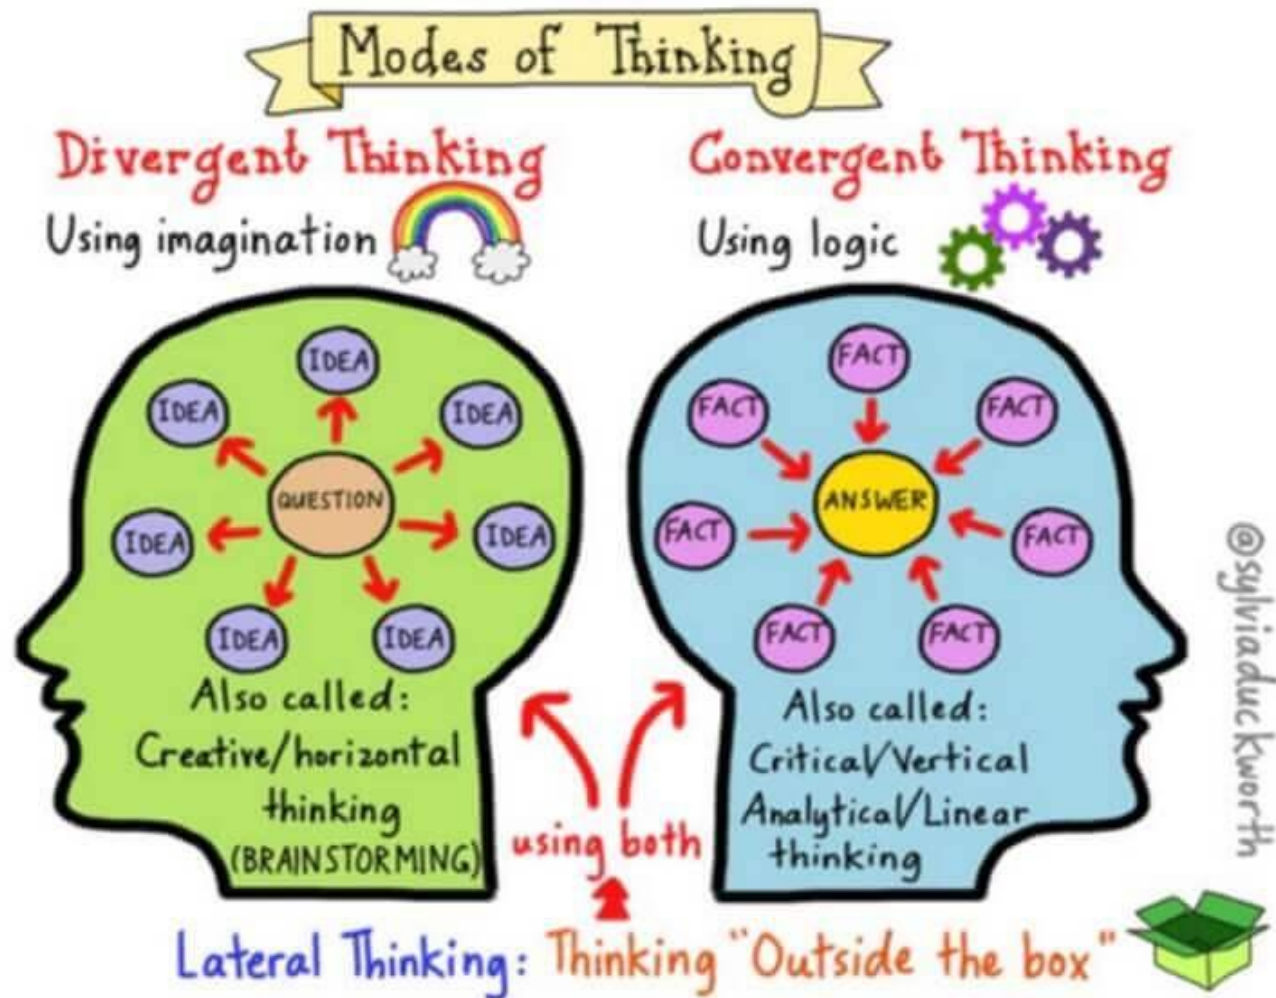 Modes of Thinking
Divergent Thinking
Using imagination
IDEA
IDEA
IDEA
QUESTION
IDEA
IDEA
IDEA
IDEA
Also called:
Creative/horizontal
thinking
(BRAINSTORMING)
Convergent Thinking
Using logic
FACT
FACT
FACT
ANSWER
FACT
FACT
FACT
FACT
Also called:
Critical/Vertical
Analytical/Linear
thinking
using both
Lateral Thinking: Thinking "Outside the box"
@sylviaduckworth